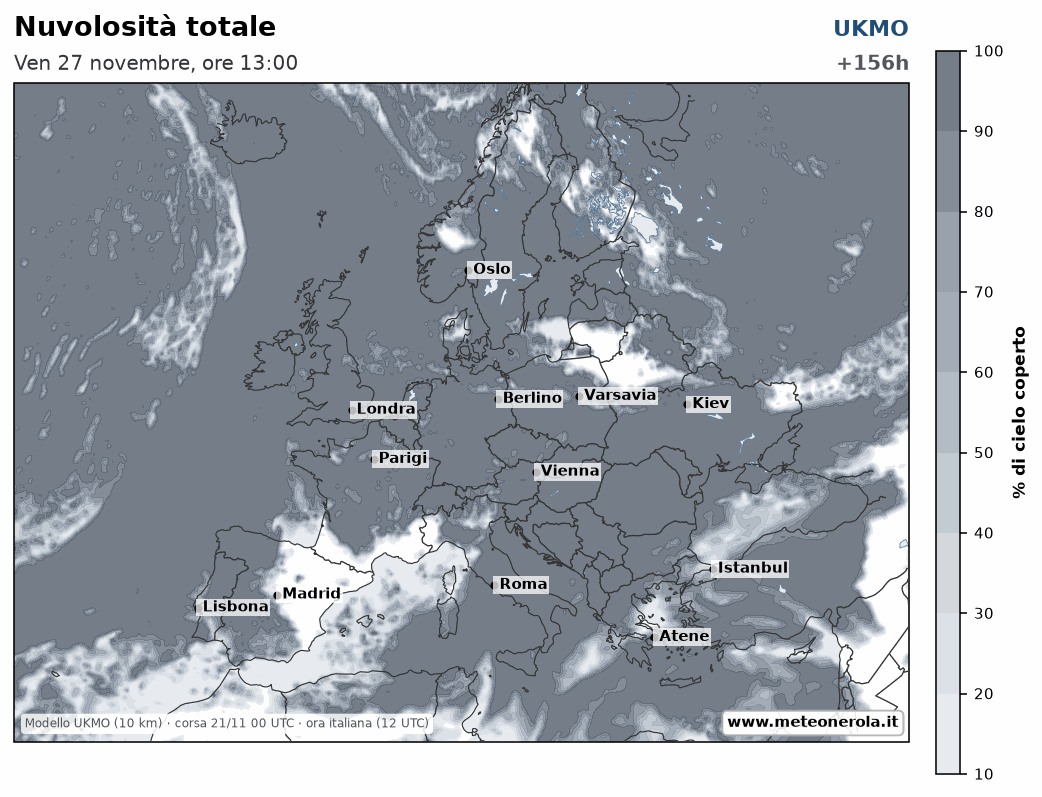 Nuvolosità totale
UKMO
Ven 27 novembre, ore 13:00
+156h
100
90
80
70
60
50
40
30
20
10
% di cielo coperto
Oslo
Londra
Berlino
Varsavia
Kiev
Parigi
Vienna
Istanbul
Roma
Madrid
Lisbona
Atene
Modello UKMO (10 km) · corsa 21/11 00 UTC · ora italiana (12 UTC)
www.meteonerola.it